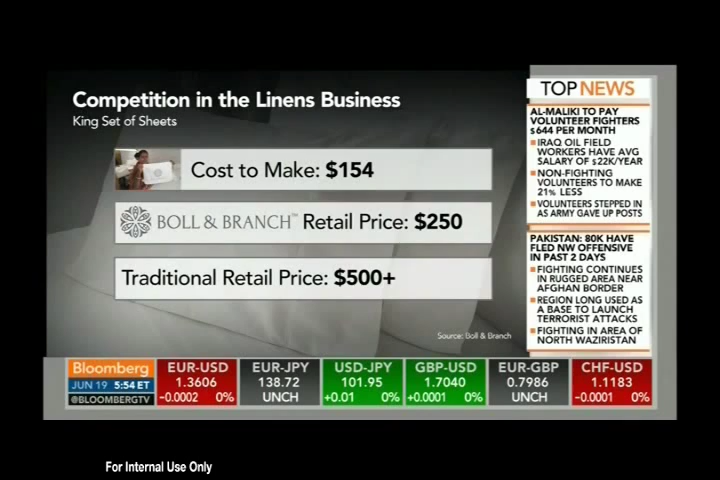 Competition in the Linens Business
King Set of Sheets
Cost to Make: $154
BOLL & BRANCH™ Retail Price: $250
Traditional Retail Price: $500+
Source: Boll & Branch
TOPNEWS
AL-MALIKI TO PAY
VOLUNTEER FIGHTERS
$644 PER MONTH
IRAQ OIL FIELD
WORKERS HAVE AVG
SALARY OF $22K/YEAR
NON-FIGHTING
VOLUNTEERS TO MAKE
21% LESS
VOLUNTEERS STEPPED IN
AS ARMY GAVE UP POSTS
PAKISTAN: 80K HAVE
FLED NW OFFENSIVE
IN PAST 2 DAYS
FIGHTING CONTINUES
IN RUGGED AREA NEAR
AFGHAN BORDER
REGION LONG USED AS
A BASE TO LAUNCH
TERRORIST ATTACKS
FIGHTING IN AREA OF
NORTH WAZIRISTAN
Bloomberg
JUN 19 5:54 ET
@BLOOMBERGTV
EUR-USD
1.3606
-0.0002 0%
EUR-JPY
138.72
UNCH
USD-JPY
101.95
+0.01 0%
GBP-USD
1.7040
+0.0001 0%
EUR-GBP
0.7986
UNCH
CHF-USD
1.1183
-0.0001 0%
For Internal Use Only